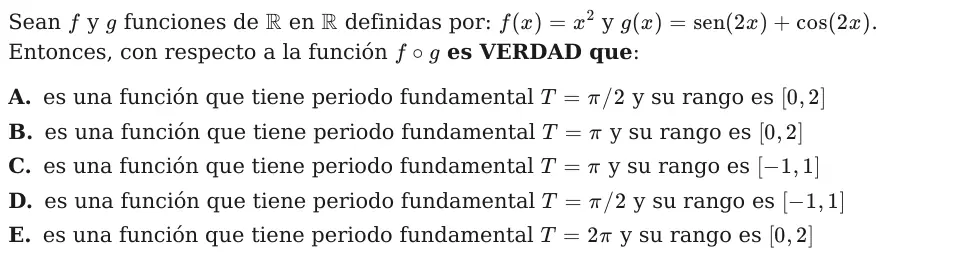 Sean f y g funciones de ℝ en ℝ definidas por: f(x) = x² y g(x) = sen(2x) + cos(2x).
Entonces, con respecto a la función f ∘ g es VERDAD que:
A. es una función que tiene periodo fundamental T = π/2 y su rango es [0, 2]
B. es una función que tiene periodo fundamental T = π y su rango es [0, 2]
C. es una función que tiene periodo fundamental T = π y su rango es [−1, 1]
D. es una función que tiene periodo fundamental T = π/2 y su rango es [−1, 1]
E. es una función que tiene periodo fundamental T = 2π y su rango es [0, 2]